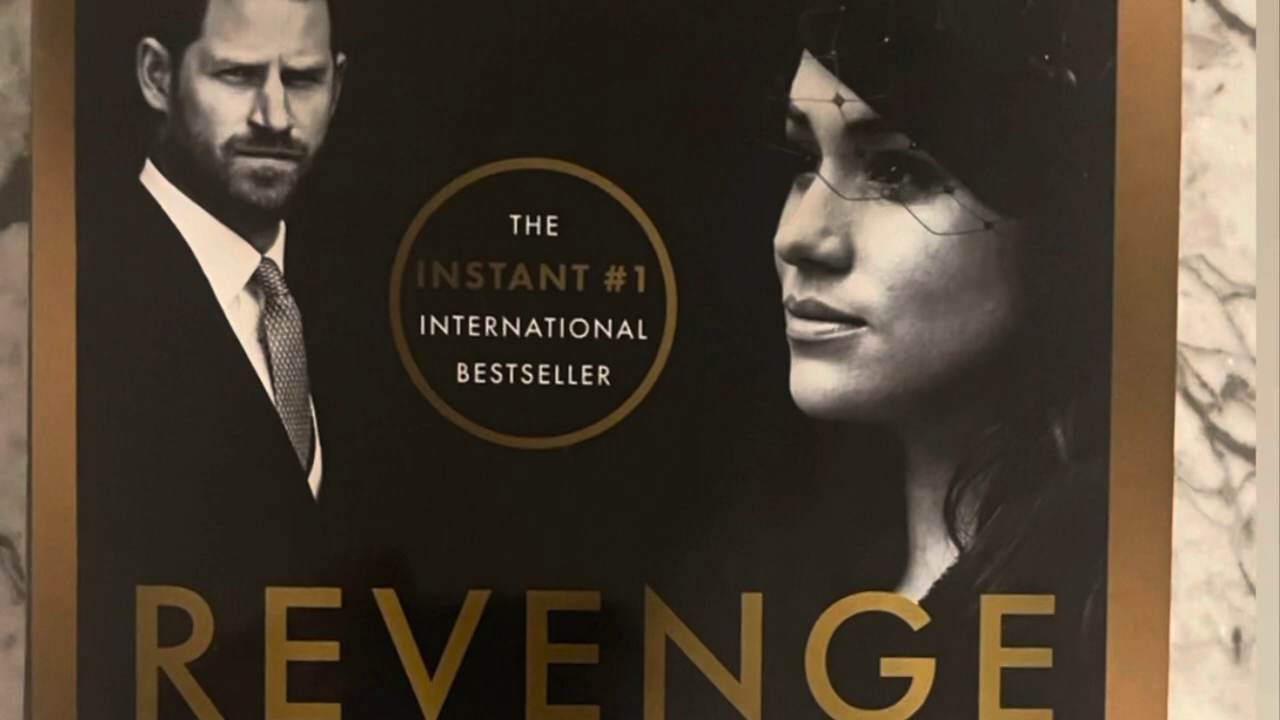 THE
INSTANT #1
INTERNATIONAL
BESTSELLER
REVENGE